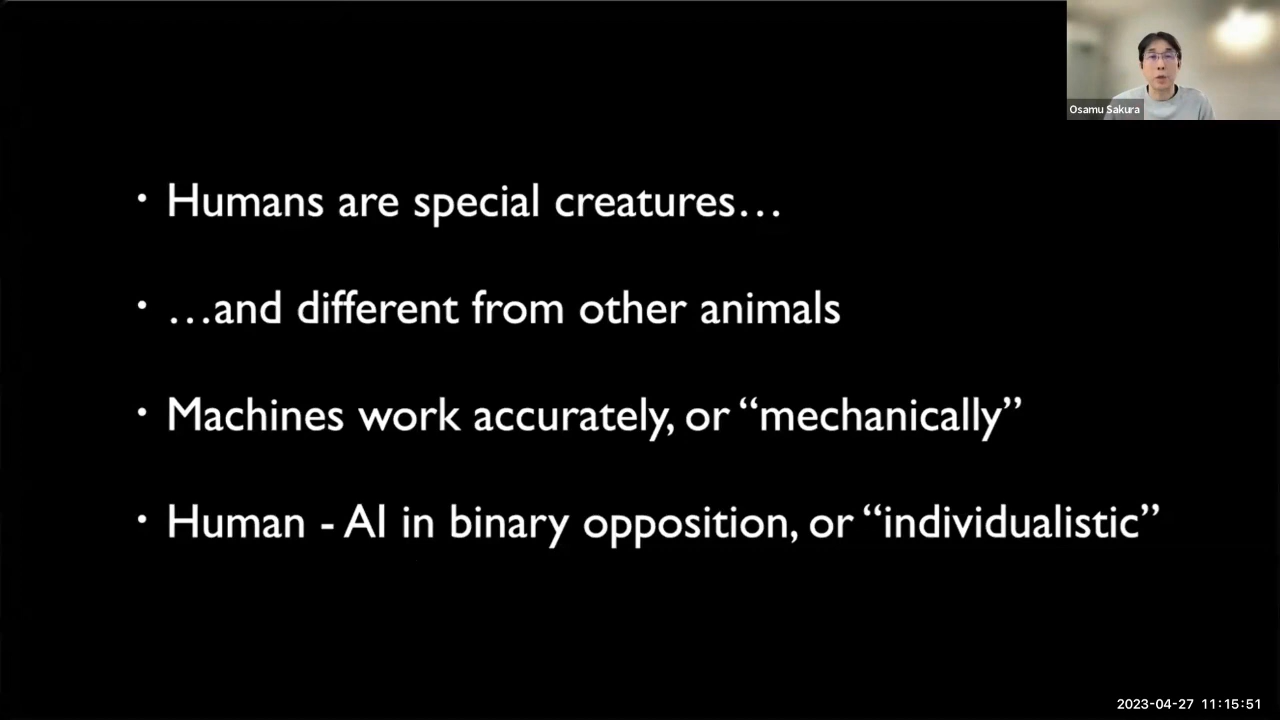 Osamu Sakura
• Humans are special creatures…
• …and different from other animals
• Machines work accurately, or “mechanically”
• Human - AI in binary opposition, or “individualistic”
2023-04-27 11:15:51